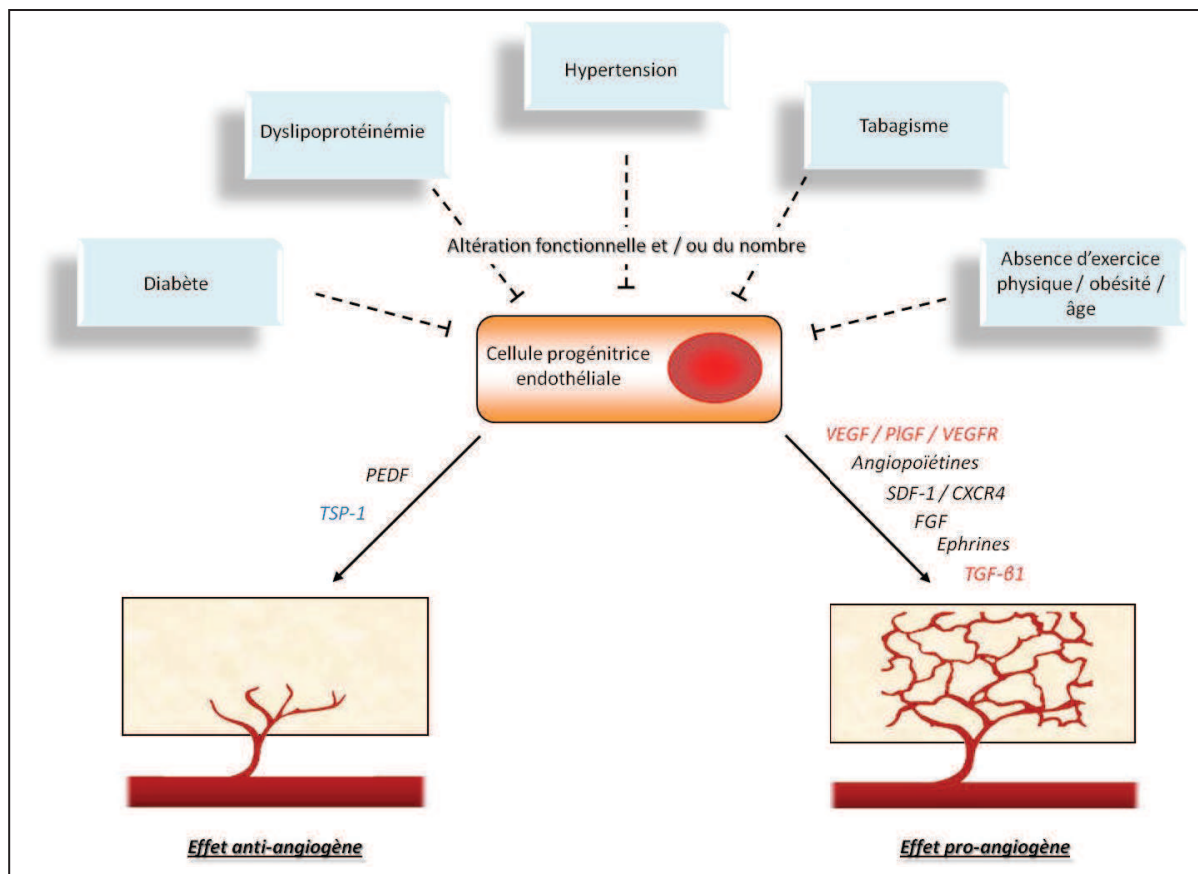 Hypertension
Dyslipoprotéinémie
Tabagisme
Altération fonctionnelle et / ou du nombre
Diabète
Absence d'exercice
physique / obésité /
âge
Cellule progénitrice
endothéliale
VEGF / PlGF / VEGFR
Angiopoïétines
SDF-1 / CXCR4
FGF
Ephrines
TGF-β1
PEDF
TSP-1
Effet anti-angiogène
Effet pro-angiogène